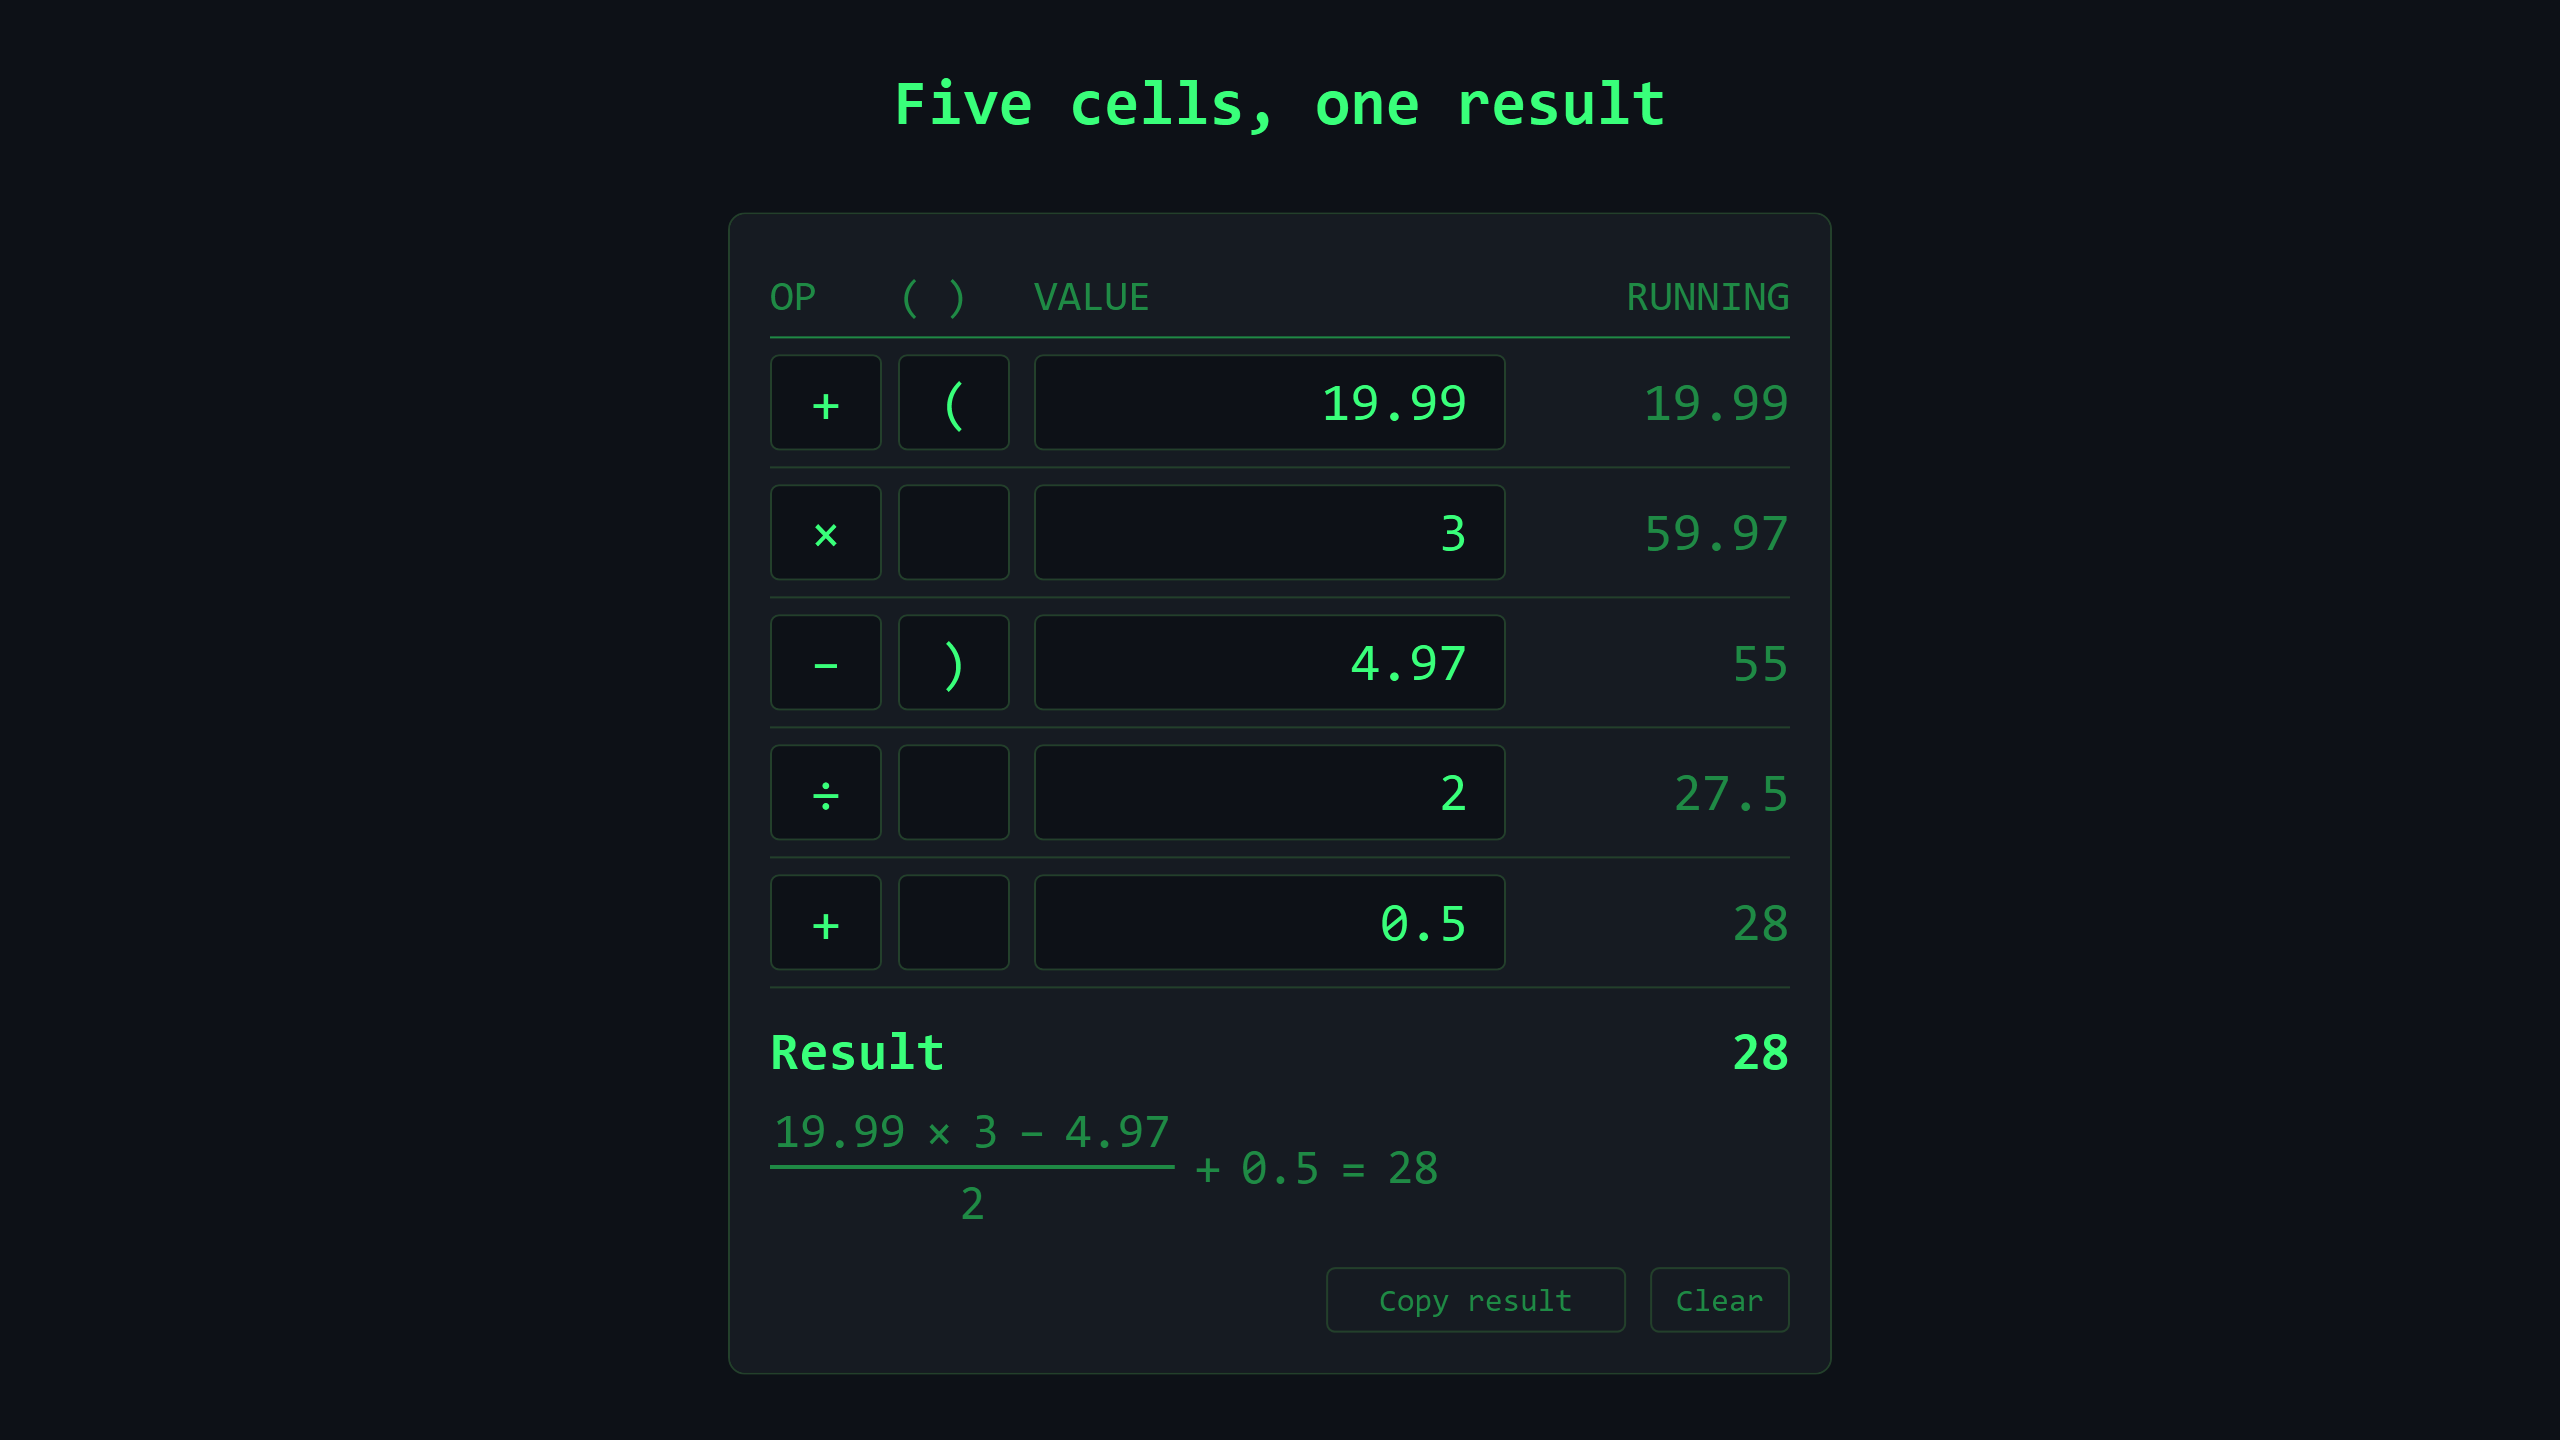 Five cells, one result
OP ( ) VALUE RUNNING
+ ( 19.99 19.99
× 3 59.97
− ) 4.97 55
÷ 2 27.5
+ 0.5 28
Result 28
19.99 × 3 − 4.97
+ 0.5 = 28
2
Copy result Clear